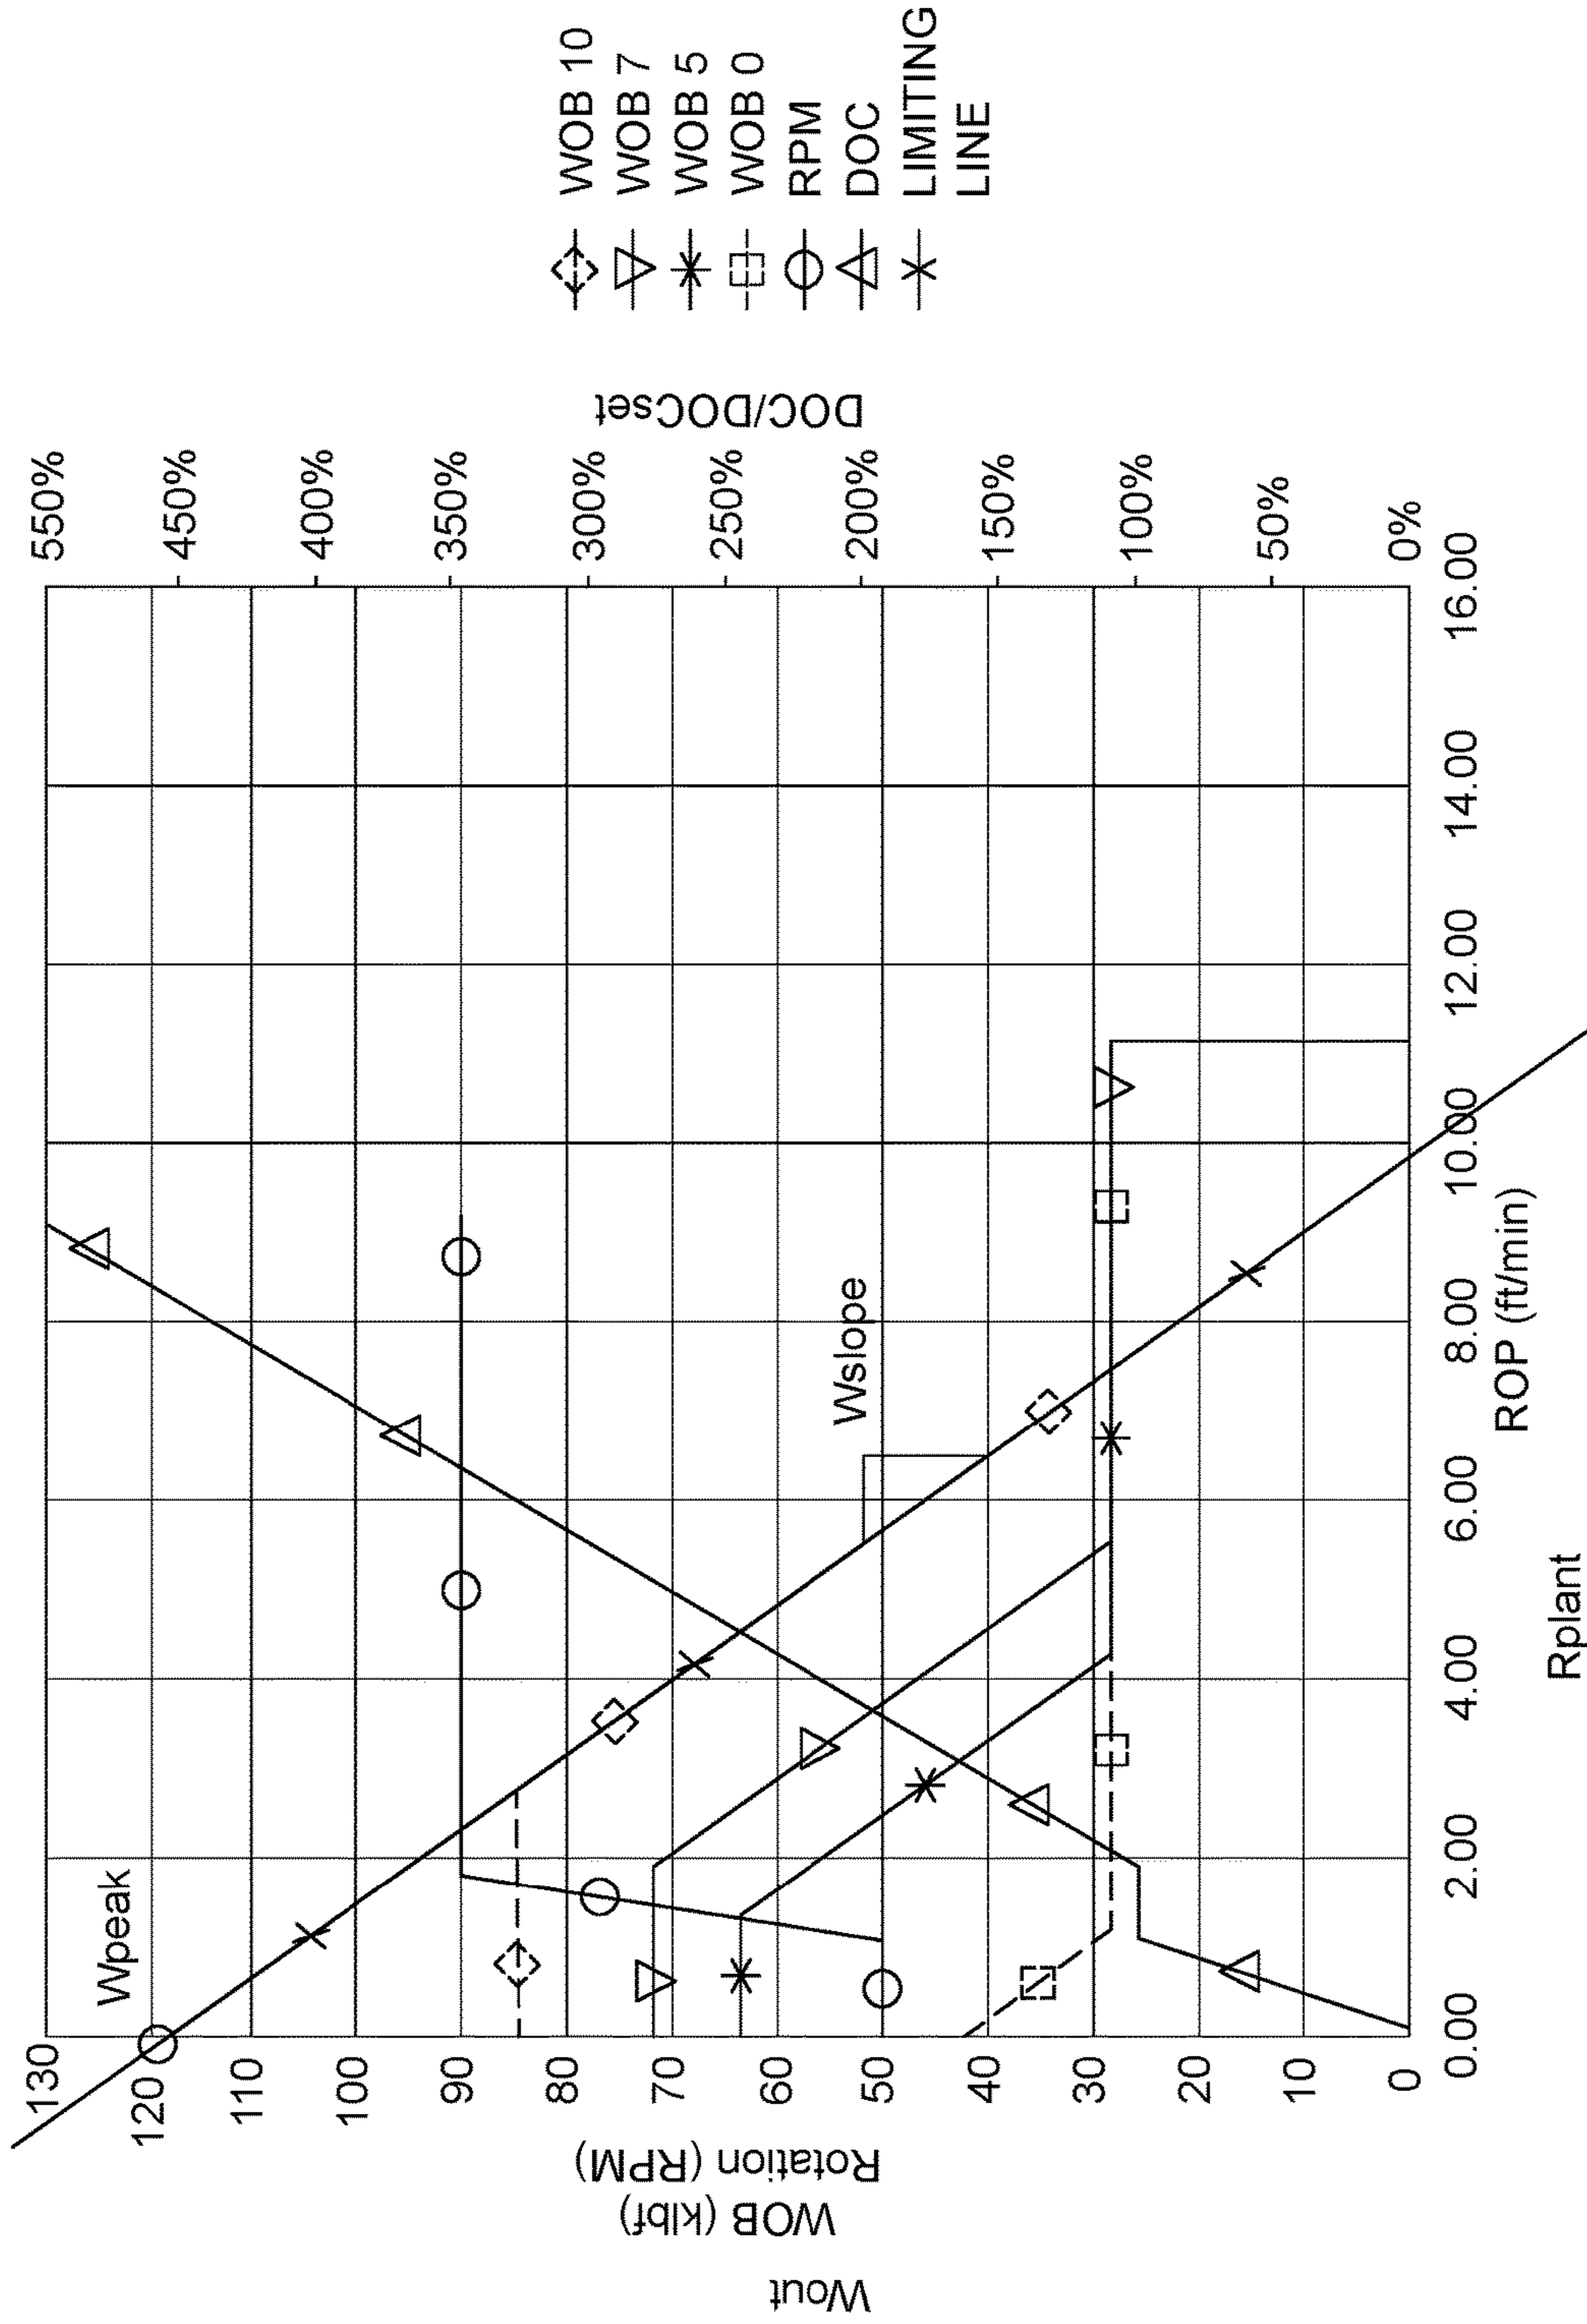 Wout
WOB (klbf)
Rotation (RPM)
130
120
110
100
90
80
70
60
50
40
30
20
10
0
Wpeak
Wslope
0.00
2.00
4.00
6.00
8.00
10.00
12.00
14.00
16.00
Rplant
ROP (ft/min)
550%
450%
400%
350%
300%
250%
200%
150%
100%
50%
0%
DOC/DOCset
WOB 10
WOB 7
WOB 5
WOB 0
RPM
DOC
LIMITING
LINE